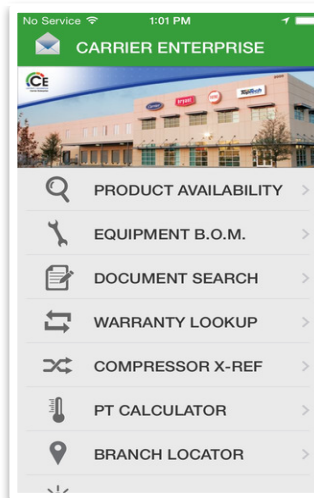 No Service 1:01 PM
CARRIER ENTERPRISE
CE
bryant
PRODUCT AVAILABILITY
EQUIPMENT B.O.M.
DOCUMENT SEARCH
WARRANTY LOOKUP
COMPRESSOR X-REF
PT CALCULATOR
BRANCH LOCATOR